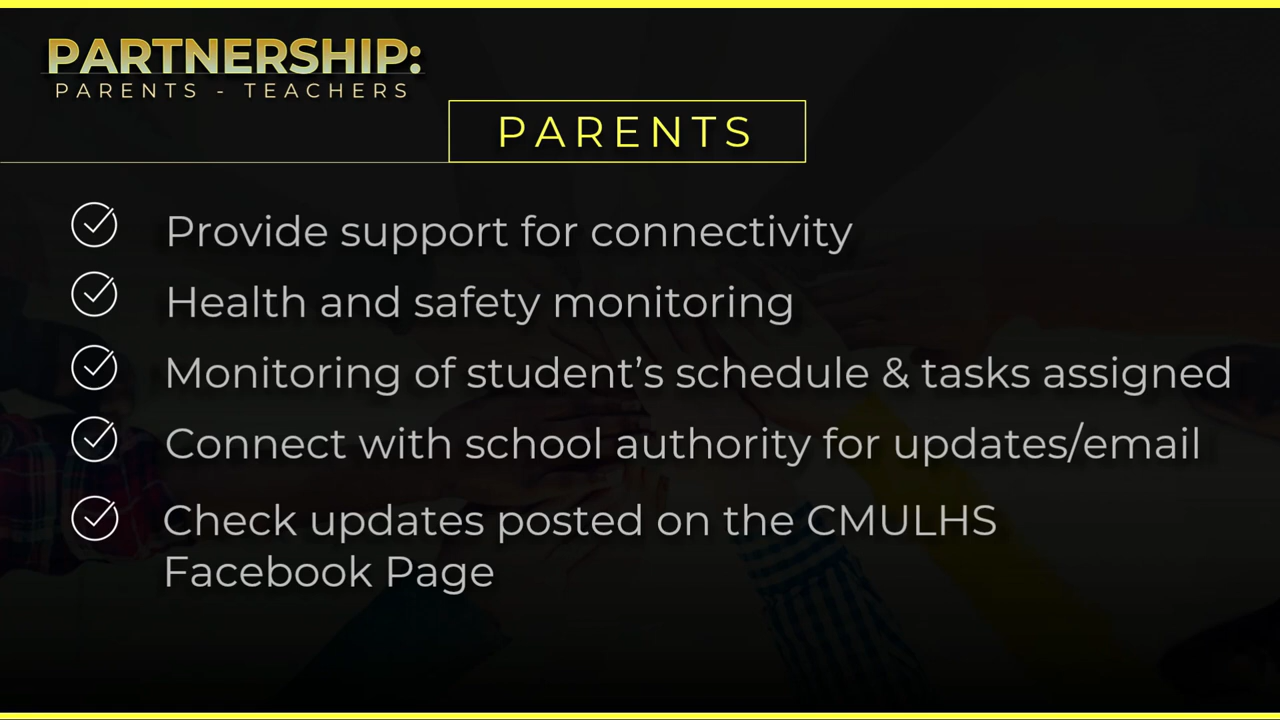 PARTNERSHIP:
PARENTS - TEACHERS
PARENTS
Provide support for connectivity
Health and safety monitoring
Monitoring of student’s schedule & tasks assigned
Connect with school authority for updates/email
Check updates posted on the CMULHS
Facebook Page